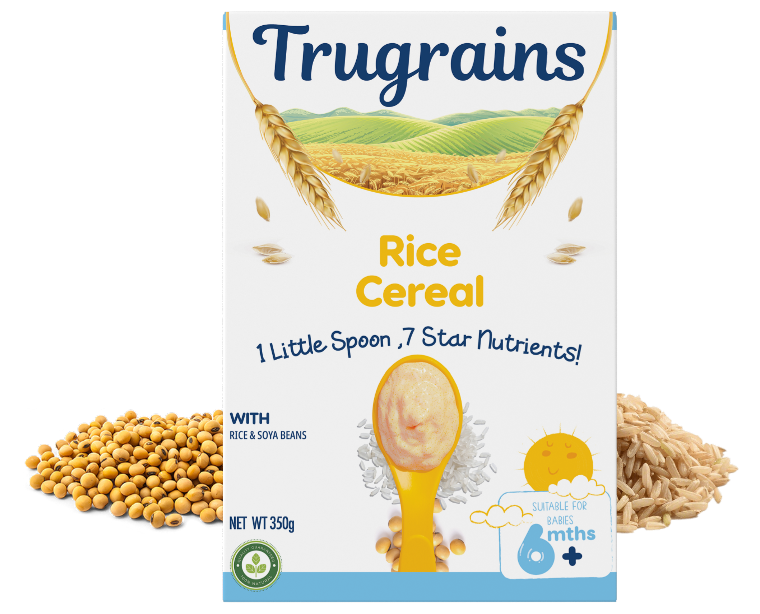 Trugrains
Rice
Cereal
1 Little Spoon ,7 Star Nutrients!
WITH
RICE & SOYA BEANS
SUITABLE FOR
BABIES
6 mths
+
NET WT 350g